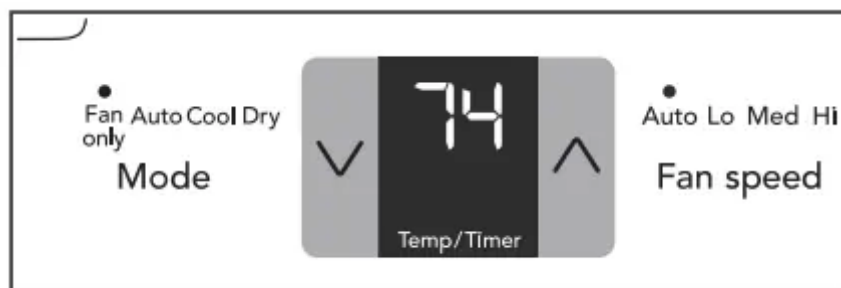 74
Fan Auto Cool Dry
only
Auto Lo Med Hi
Mode
Fan speed
Temp/Timer